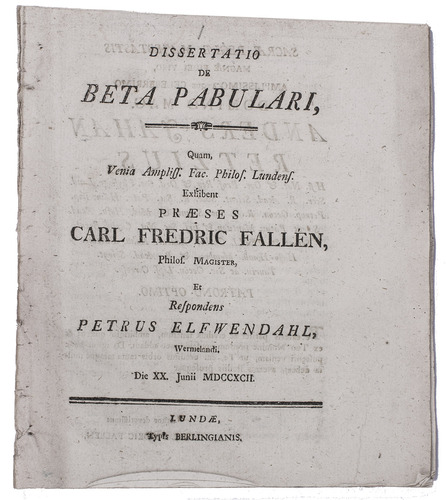 DISSERTATIO
DE
BETA PABULARI,
Quam,
Venia Ampliſſ. Fac. Philoſ. Lundenſ.
Exhibent
PRÆSES
CARL FREDRIC FALLÉN,
Philoſ. MAGISTER,
Et
Reſpondens
PETRUS ELFWENDAHL,
Wermelandi.
Die XX. Junii MDCCXCII.
LUNDÆ,
Typis BERLINGIANIS.